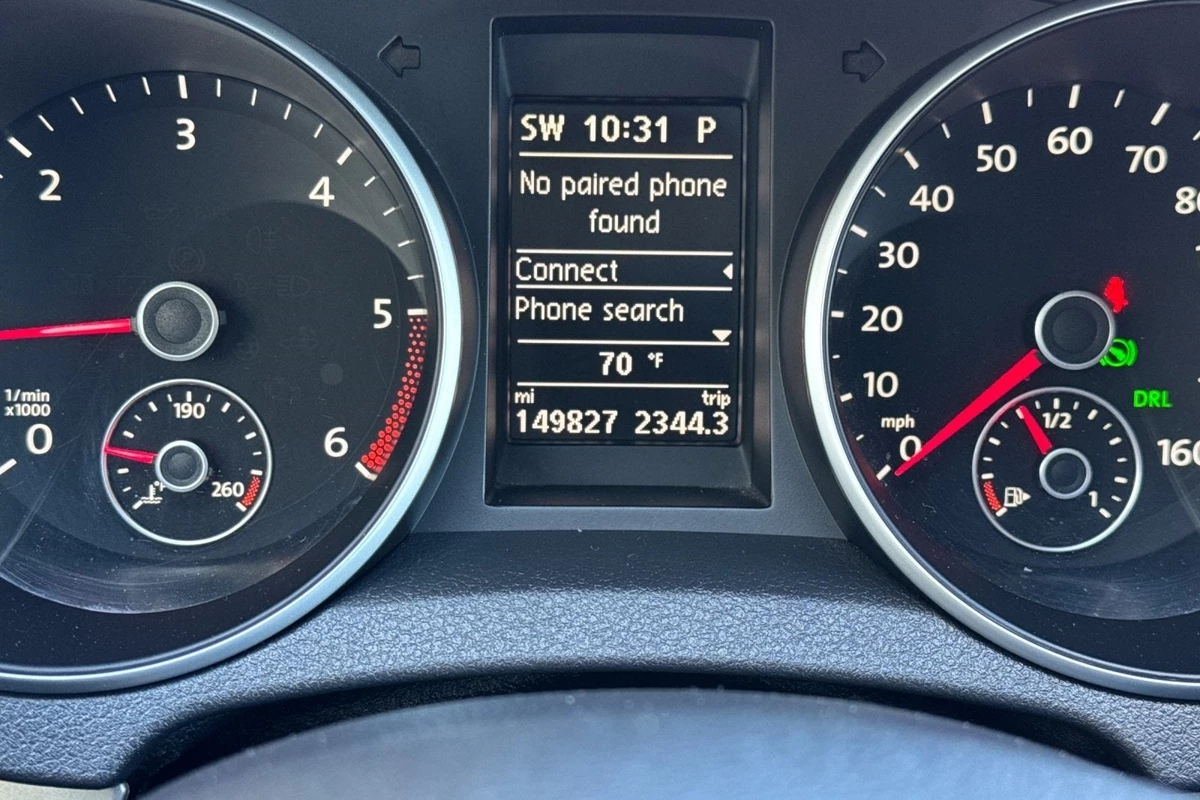 SW 10:31 P
No paired phone
found
Connect
Phone search
70 °F
mi trip
149827 2344.3
0 2 3 4 5 6
1/min
x1000
190
260
°F
0 10 20 30 40 50 60 70
mph
160
1/2
1
DRL